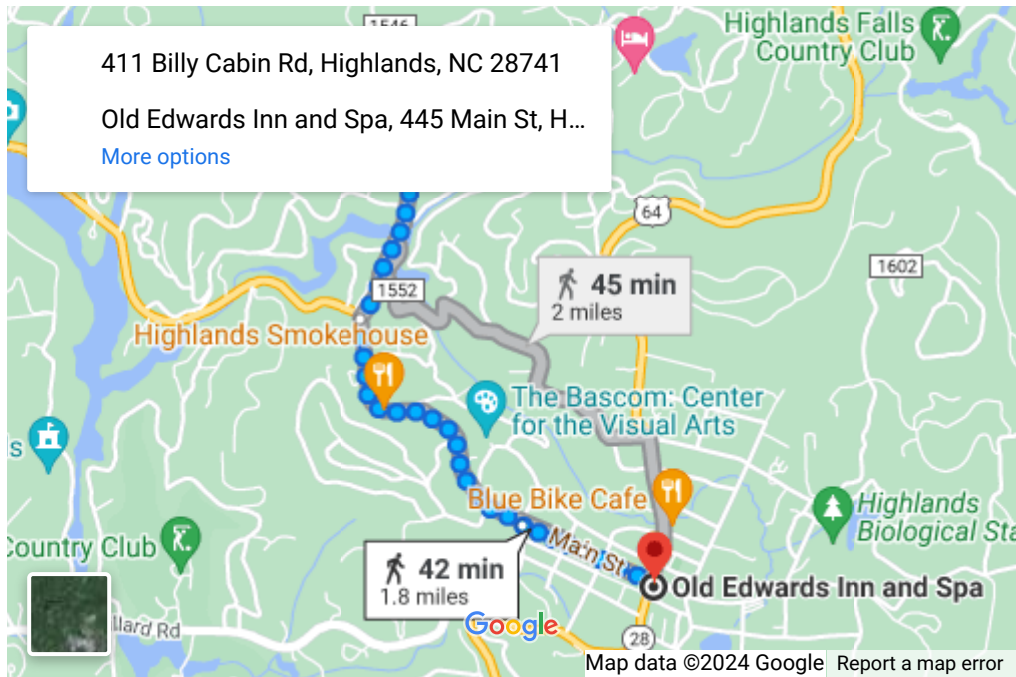 1546
Highlands Falls
Country Club
411 Billy Cabin Rd, Highlands, NC 28741
Old Edwards Inn and Spa, 445 Main St, H...
More options
64
1602
1552
45 min
2 miles
Highlands Smokehouse
The Bascom: Center
for the Visual Arts
s
Blue Bike Cafe
Highlands
Biological Sta
Main St
Country Club
42 min
1.8 miles
Old Edwards Inn and Spa
llard Rd
Google
28
Map data ©2024 Google
Report a map error